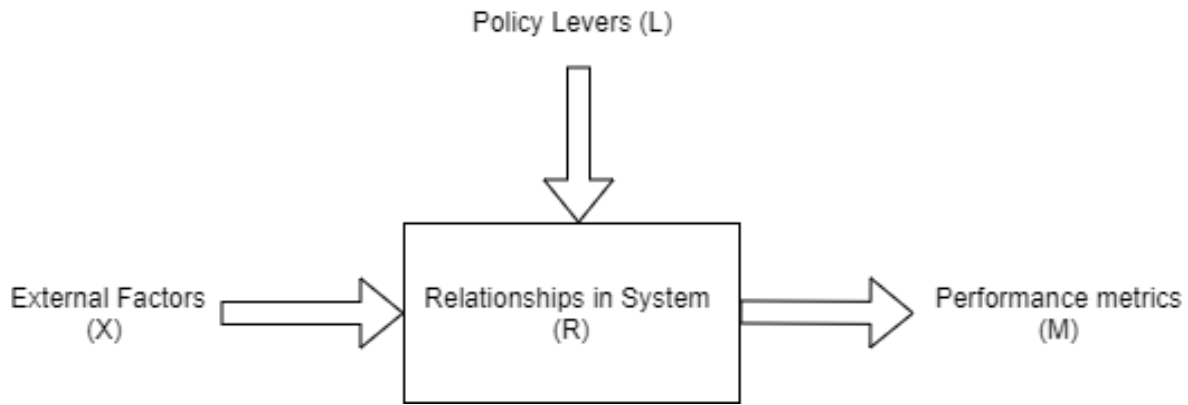 Policy Levers (L)
External Factors
(X)
Relationships in System
(R)
Performance metrics
(M)